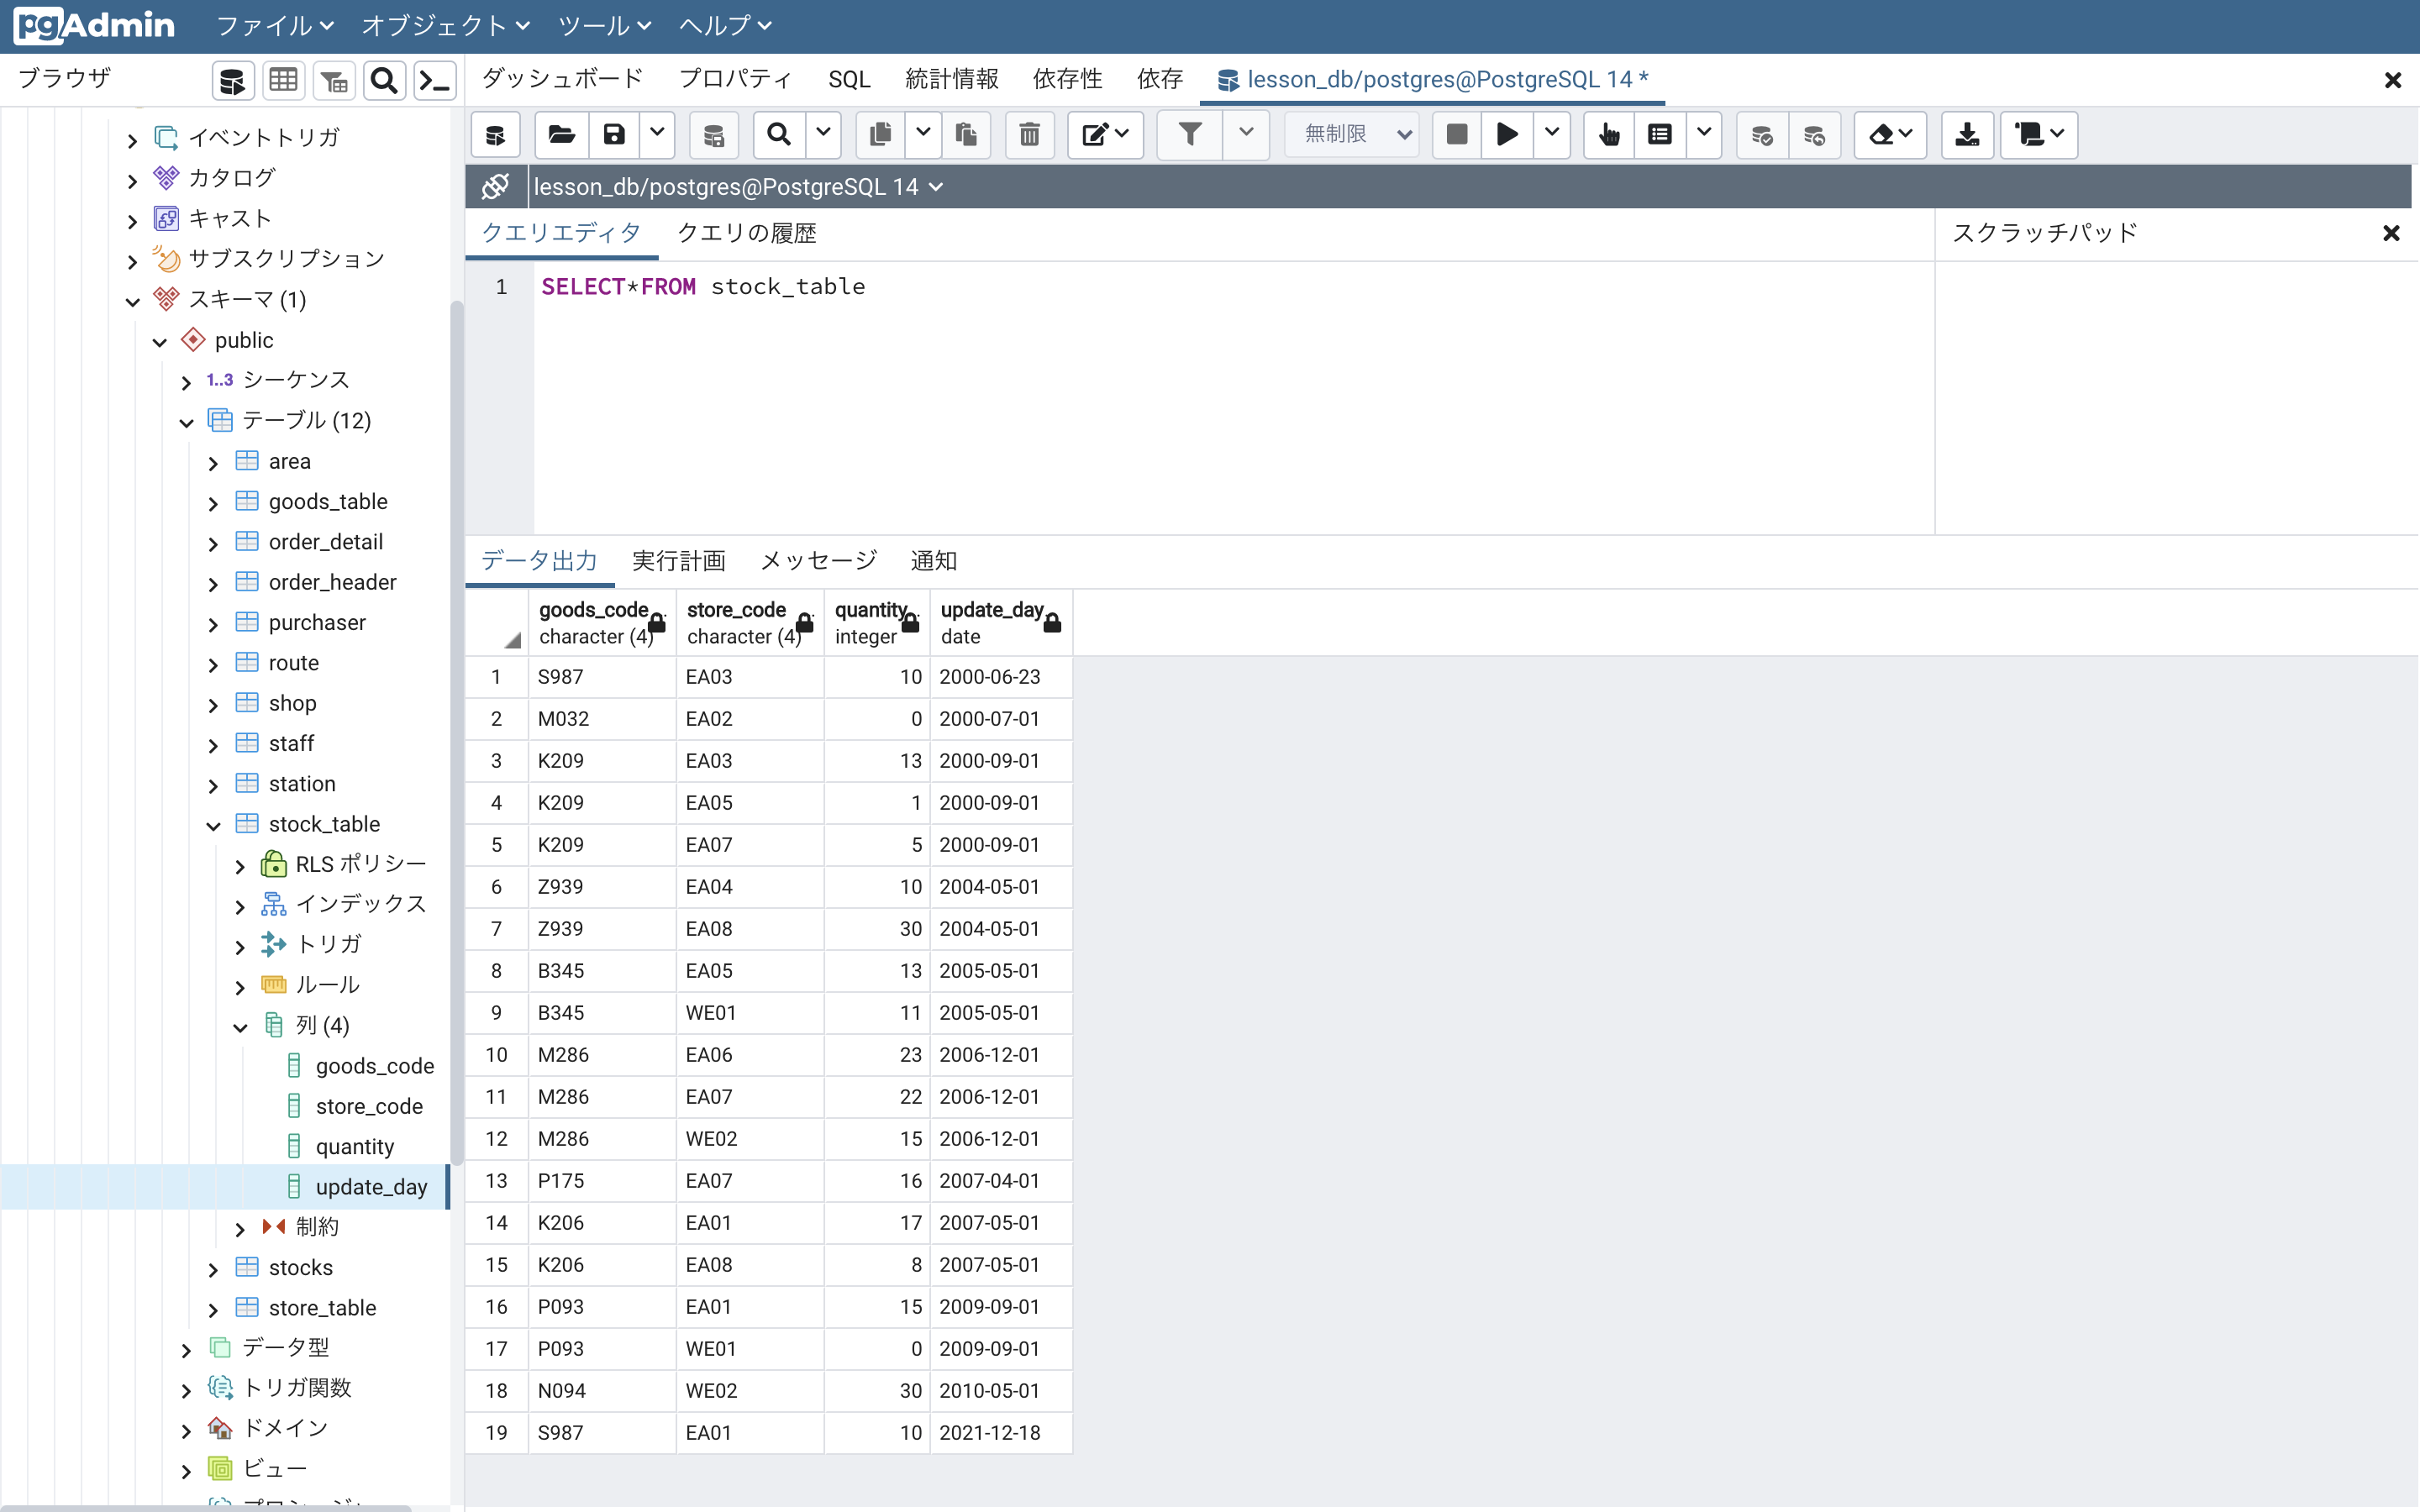 pgAdmin ファイル オブジェクト ツール ヘルプ
ブラウザ
ダッシュボード プロパティ SQL 統計情報 依存性 依存 lesson_db/postgres@PostgreSQL 14 *
無制限
lesson_db/postgres@PostgreSQL 14
クエリエディタ クエリの履歴
スクラッチパッド
1 SELECT*FROM stock_table
イベントトリガ
カタログ
キャスト
サブスクリプション
スキーマ (1)
public
1..3 シーケンス
テーブル (12)
area
goods_table
order_detail
order_header
purchaser
route
shop
staff
station
stock_table
RLS ポリシー
インデックス
トリガ
ルール
列 (4)
goods_code
store_code
quantity
update_day
制約
stocks
store_table
データ型
トリガ関数
ドメイン
ビュー
データ出力 実行計画 メッセージ 通知
goods_code store_code quantity update_day
character (4) character (4) integer date
1 S987 EA03 10 2000-06-23
2 M032 EA02 0 2000-07-01
3 K209 EA03 13 2000-09-01
4 K209 EA05 1 2000-09-01
5 K209 EA07 5 2000-09-01
6 Z939 EA04 10 2004-05-01
7 Z939 EA08 30 2004-05-01
8 B345 EA05 13 2005-05-01
9 B345 WE01 11 2005-05-01
10 M286 EA06 23 2006-12-01
11 M286 EA07 22 2006-12-01
12 M286 WE02 15 2006-12-01
13 P175 EA07 16 2007-04-01
14 K206 EA01 17 2007-05-01
15 K206 EA08 8 2007-05-01
16 P093 EA01 15 2009-09-01
17 P093 WE01 0 2009-09-01
18 N094 WE02 30 2010-05-01
19 S987 EA01 10 2021-12-18